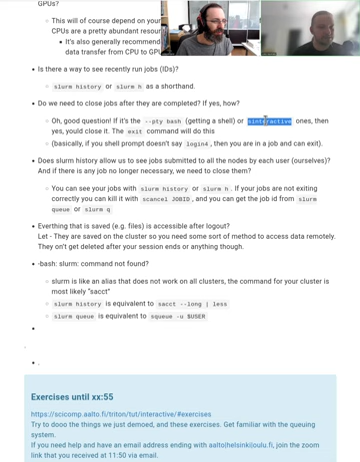 GPUs?
This will of course depend on your
CPUs are a pretty abundant resour
It's also generally recommend
data transfer from CPU to GPU
Is there a way to see recently run jobs (IDs)?
slurm history or slurm h as a shorthand.
Do we need to close jobs after they are completed? If yes, how?
Oh, good question! If it's the --pty bash (getting a shell) or sinteractive ones, then
yes, yould close it. The exit command will do this
(basically, if you shell prompt doesn't say login4, then you are in a job and can exit).
Does slurm history allow us to see jobs submitted to all the nodes by each user (ourselves)?
And if there is any job no longer necessary, we need to close them?
You can see your jobs with slurm history or slurm h. If your jobs are not exiting
correctly you can kill it with scancel JOBID, and you can get the job id from slurm
queue or slurm q
Everthing that is saved (e.g. files) is accessible after logout?
Let - They are saved on the cluster so you need some sort of method to access data remotely.
They on't get deleted after your session ends or anything though.
-bash: slurm: command not found?
slurm is like an alias that does not work on all clusters, the command for your cluster is
most likely "sacct"
slurm history is equivalent to sacct --long | less
slurm queue is equivalent to squeue -u $USER
.
.
Exercises until xx:55
https://scicomp.aalto.fi/triton/tut/interactive/#exercises
Try to dooo the things we just demoed, and these exercises. Get familiar with the queuing
system.
If you need help and have an email address ending with aalto|helsinki|oulu.fi, join the zoom
link that you received at 11:50 via email.